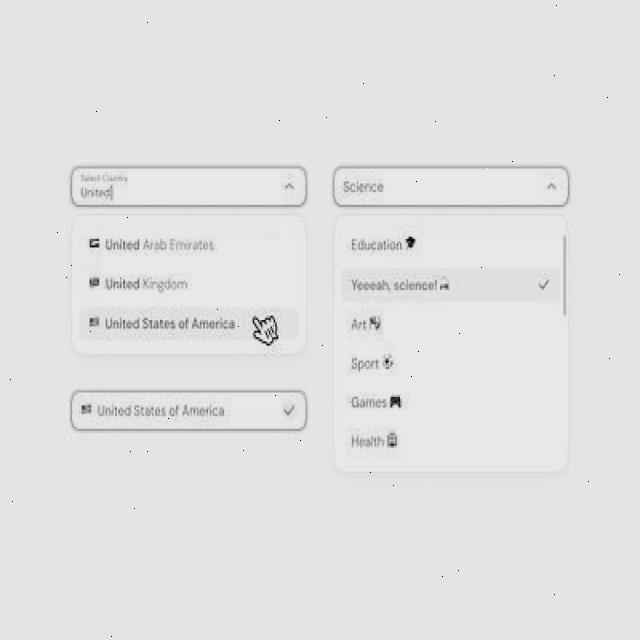 Select Country
United
United Arab Emirates
United Kingdom
United States of America
United States of America
Science
Education
Yeeeah, science!
Art
Sport
Games
Health